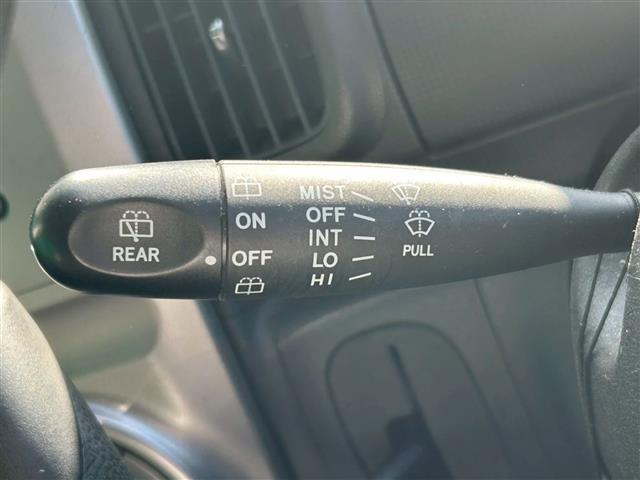 REAR
ON
OFF
MIST
OFF
INT
LO
HI
PULL